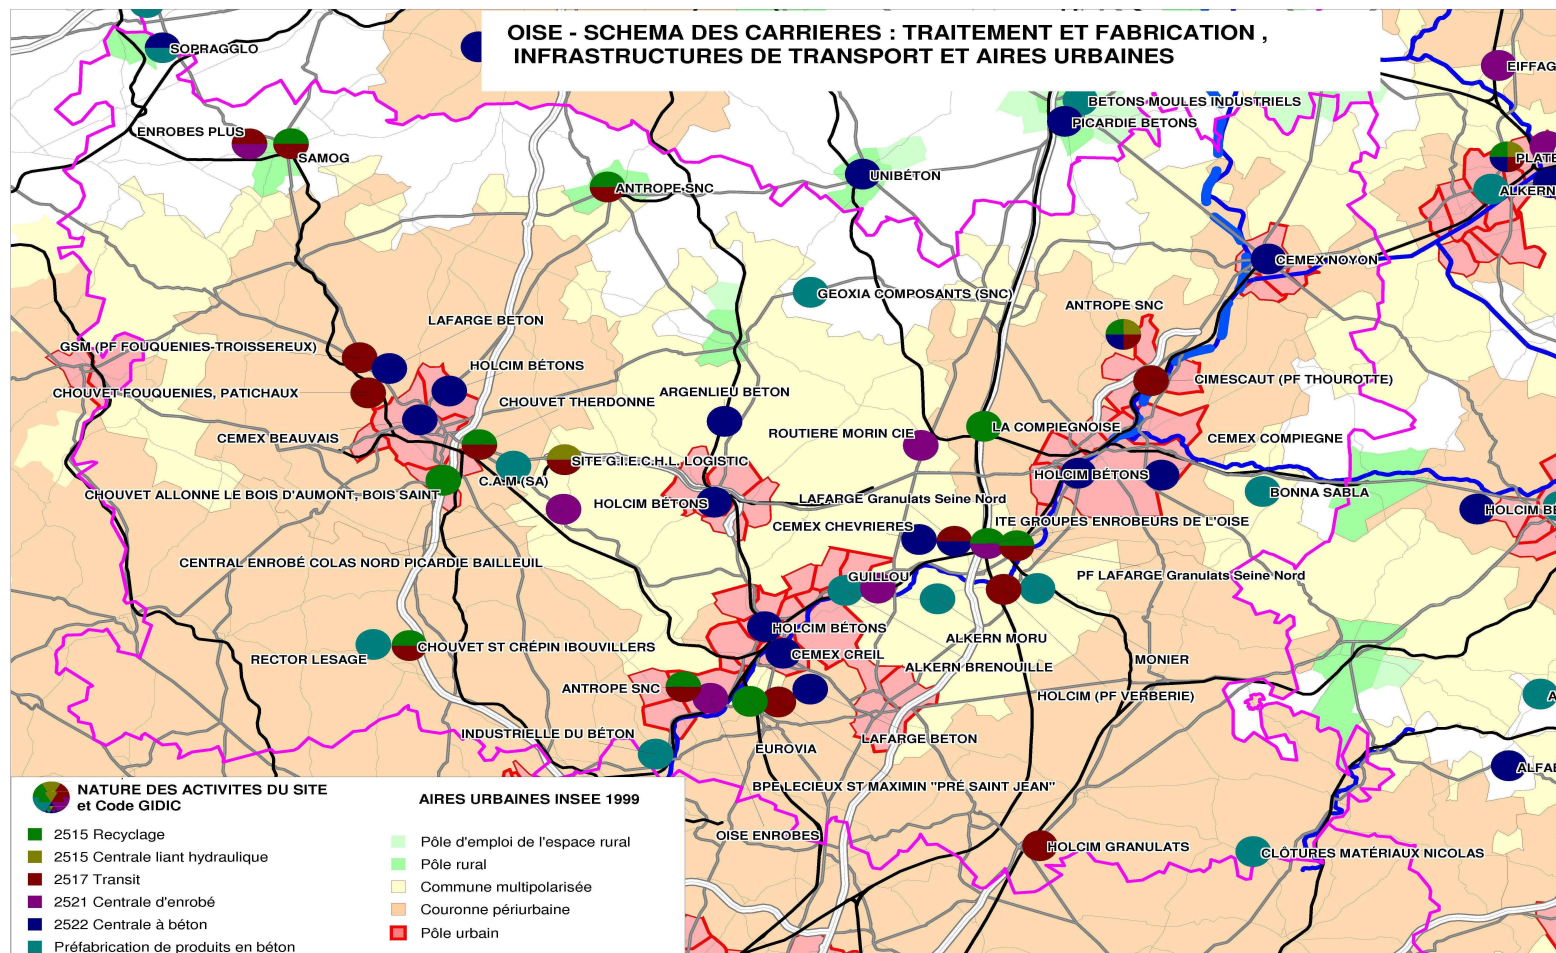 OISE - SCHEMA DES CARRIERES : TRAITEMENT ET FABRICATION ,
INFRASTRUCTURES DE TRANSPORT ET AIRES URBAINES
SOPRAGGLO
EIFFAG
BETONS MOULES INDUSTRIELS
PICARDIE BETONS
ENROBES PLUS
SAMOG
PLATE
UNIBÉTON
ANTROPE SNC
ALKERN
CEMEX NOYON
GEOXIA COMPOSANTS (SNC)
ANTROPE SNC
LAFARGE BETON
GSM (PF FOUQUENIES-TROISSEREUX)
HOLCIM BÉTONS
CIMESCAUT (PF THOUROTTE)
CHOUVET FOUQUENIES, PATICHAUX
ARGENLIEU BETON
CHOUVET THERDONNE
LA COMPIEGNOISE
ROUTIERE MORIN CIE
CEMEX BEAUVAIS
CEMEX COMPIEGNE
SITE G.I.E.C.H.L. LOGISTIC
HOLCIM BÉTONS
C.A.M (SA)
CHOUVET ALLONNE LE BOIS D'AUMONT, BOIS SAINT
BONNA SABLA
LAFARGE Granulats Seine Nord
HOLCIM BÉTONS
HOLCIM BE
CEMEX CHEVRIERES
ITE GROUPES ENROBEURS DE L'OISE
CENTRAL ENROBÉ COLAS NORD PICARDIE BAILLEUIL
GUILLOU
PF LAFARGE Granulats Seine Nord
HOLCIM BÉTONS
ALKERN MORU
CHOUVET ST CRÉPIN IBOUVILLERS
CEMEX CREIL
RECTOR LESAGE
MONIER
ALKERN BRENOUILLE
ANTROPE SNC
HOLCIM (PF VERBERIE)
A
INDUSTRIELLE DU BÉTON
LAFARGE BETON
EUROVIA
ALFA
BPELECIEUX ST MAXIMIN "PRÉ SAINT JEAN"
OISE ENROBES
HOLCIM GRANULATS
CLÔTURES MATÉRIAUX NICOLAS
NATURE DES ACTIVITES DU SITE
et Code GIDIC
2515 Recyclage
2515 Centrale liant hydraulique
2517 Transit
2521 Centrale d'enrobé
2522 Centrale à béton
Préfabrication de produits en béton
AIRES URBAINES INSEE 1999
Pôle d'emploi de l'espace rural
Pôle rural
Commune multipolarisée
Couronne périurbaine
Pôle urbain